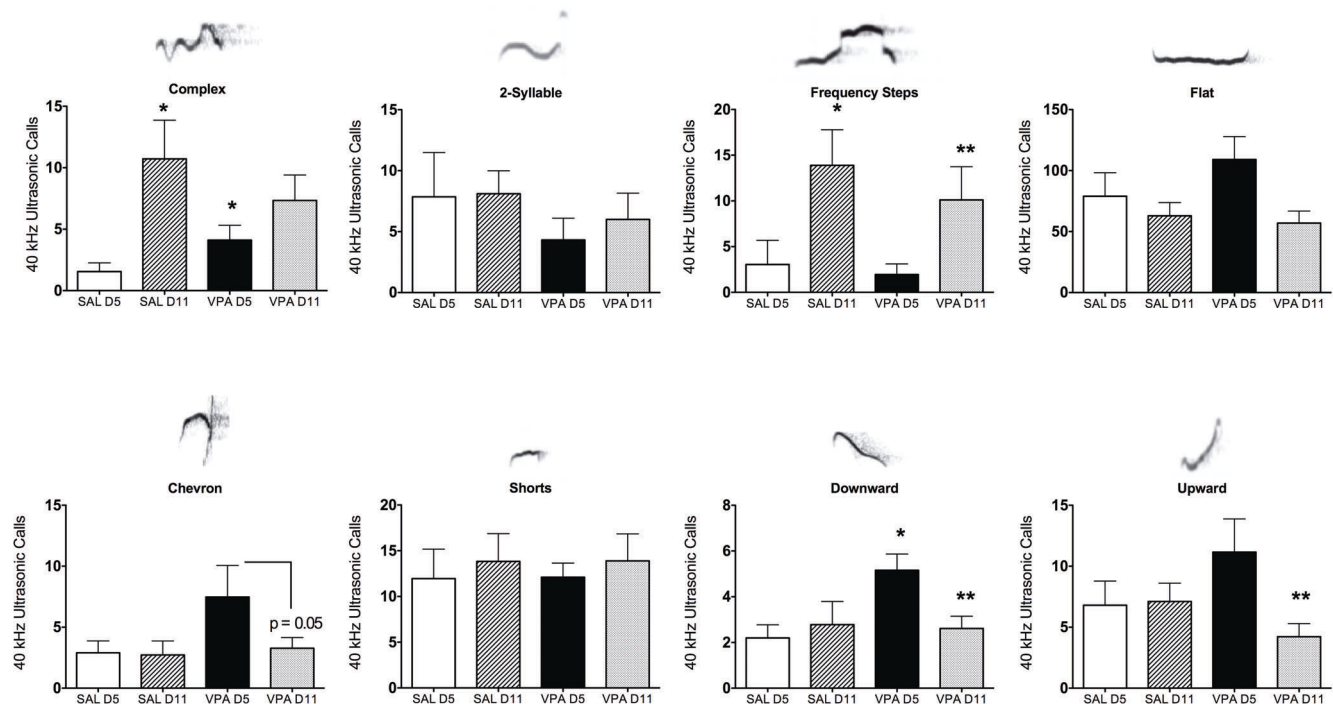 Complex
40 kHz Ultrasonic Calls
15
*
10
*
5
0
SAL D5 SAL D11 VPA D5 VPA D11
2-Syllable
40 kHz Ultrasonic Calls
15
10
5
0
SAL D5 SAL D11 VPA D5 VPA D11
Frequency Steps
40 kHz Ultrasonic Calls
20
*
15
**
10
5
0
SAL D5 SAL D11 VPA D5 VPA D11
Flat
40 kHz Ultrasonic Calls
150
100
50
0
SAL D5 SAL D11 VPA D5 VPA D11
Chevron
40 kHz Ultrasonic Calls
15
10
p = 0.05
5
0
SAL D5 SAL D11 VPA D5 VPA D11
Shorts
40 kHz Ultrasonic Calls
20
15
10
5
0
SAL D5 SAL D11 VPA D5 VPA D11
Downward
40 kHz Ultrasonic Calls
8
*
6
**
4
2
0
SAL D5 SAL D11 VPA D5 VPA D11
Upward
40 kHz Ultrasonic Calls
15
10
**
5
0
SAL D5 SAL D11 VPA D5 VPA D11